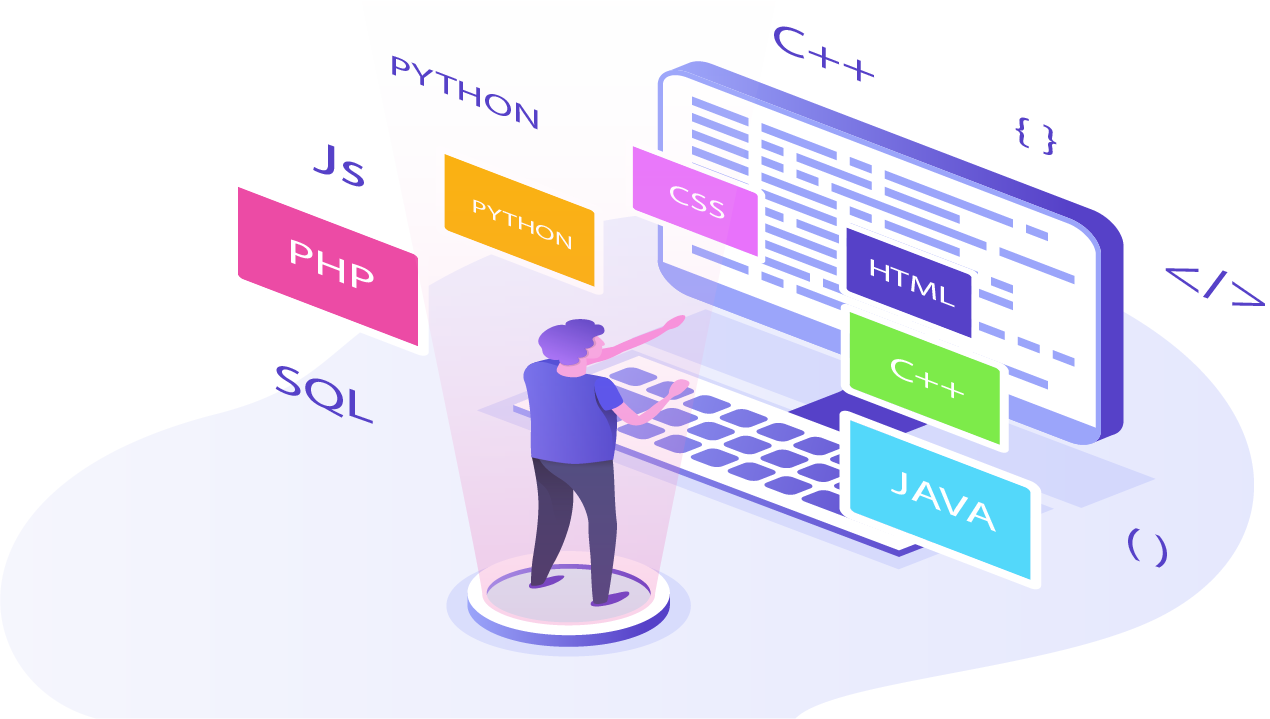 C++
PYTHON
{ }
Js
CSS
PYTHON
PHP
HTML
</>
C++
SQL
JAVA
( )